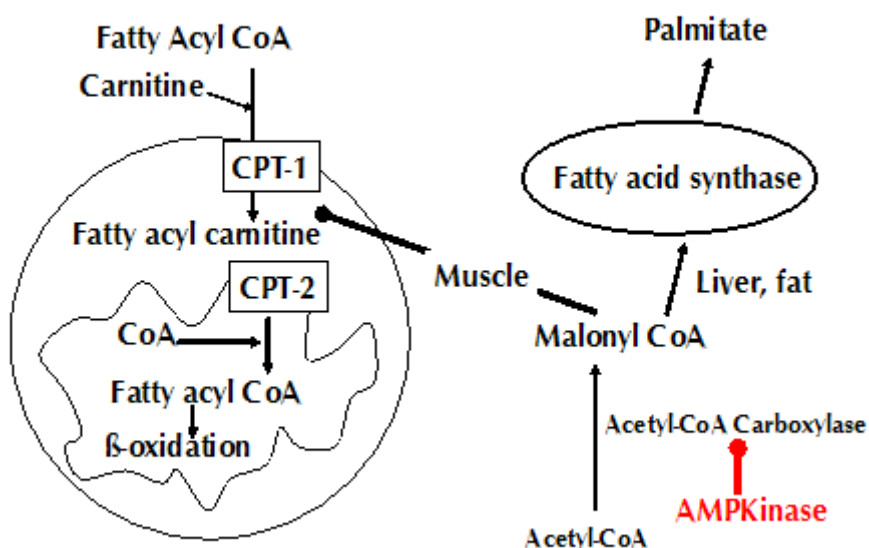 Fatty Acyl CoA
Carnitine
CPT-1
Fatty acyl carnitine
CPT-2
CoA
Fatty acyl CoA
ß-oxidation
Palmitate
Fatty acid synthase
Muscle
Liver, fat
Malonyl CoA
Acetyl-CoA Carboxylase
AMPKinase
Acetyl-CoA